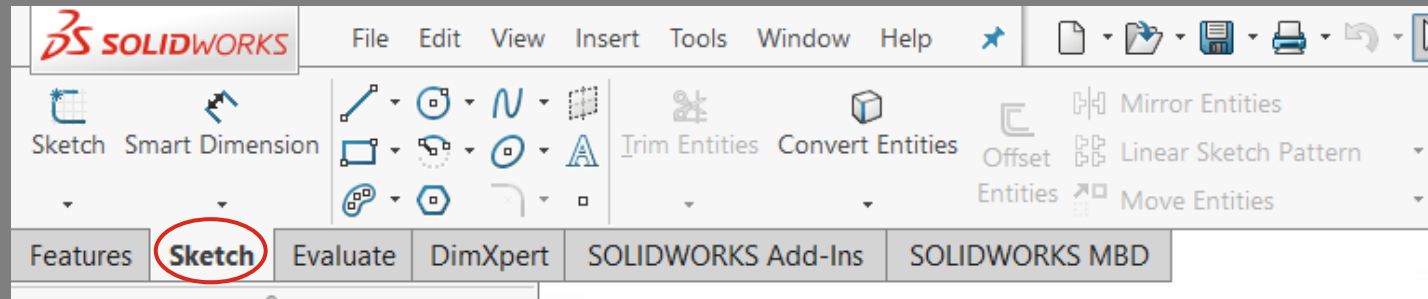 SOLIDWORKS File Edit View Insert Tools Window Help
Sketch Smart Dimension Trim Entities Convert Entities Offset Entities Mirror Entities
Linear Sketch Pattern
Move Entities
Features Sketch Evaluate DimXpert SOLIDWORKS Add-Ins SOLIDWORKS MBD